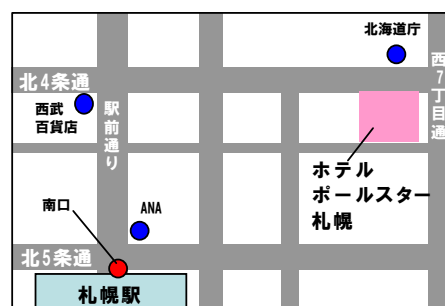 北海道庁
西7丁目通
北4条通
西武
百貨店
駅前通り
ホテル
ポールスター
札幌
南口
ANA
北5条通
札幌駅